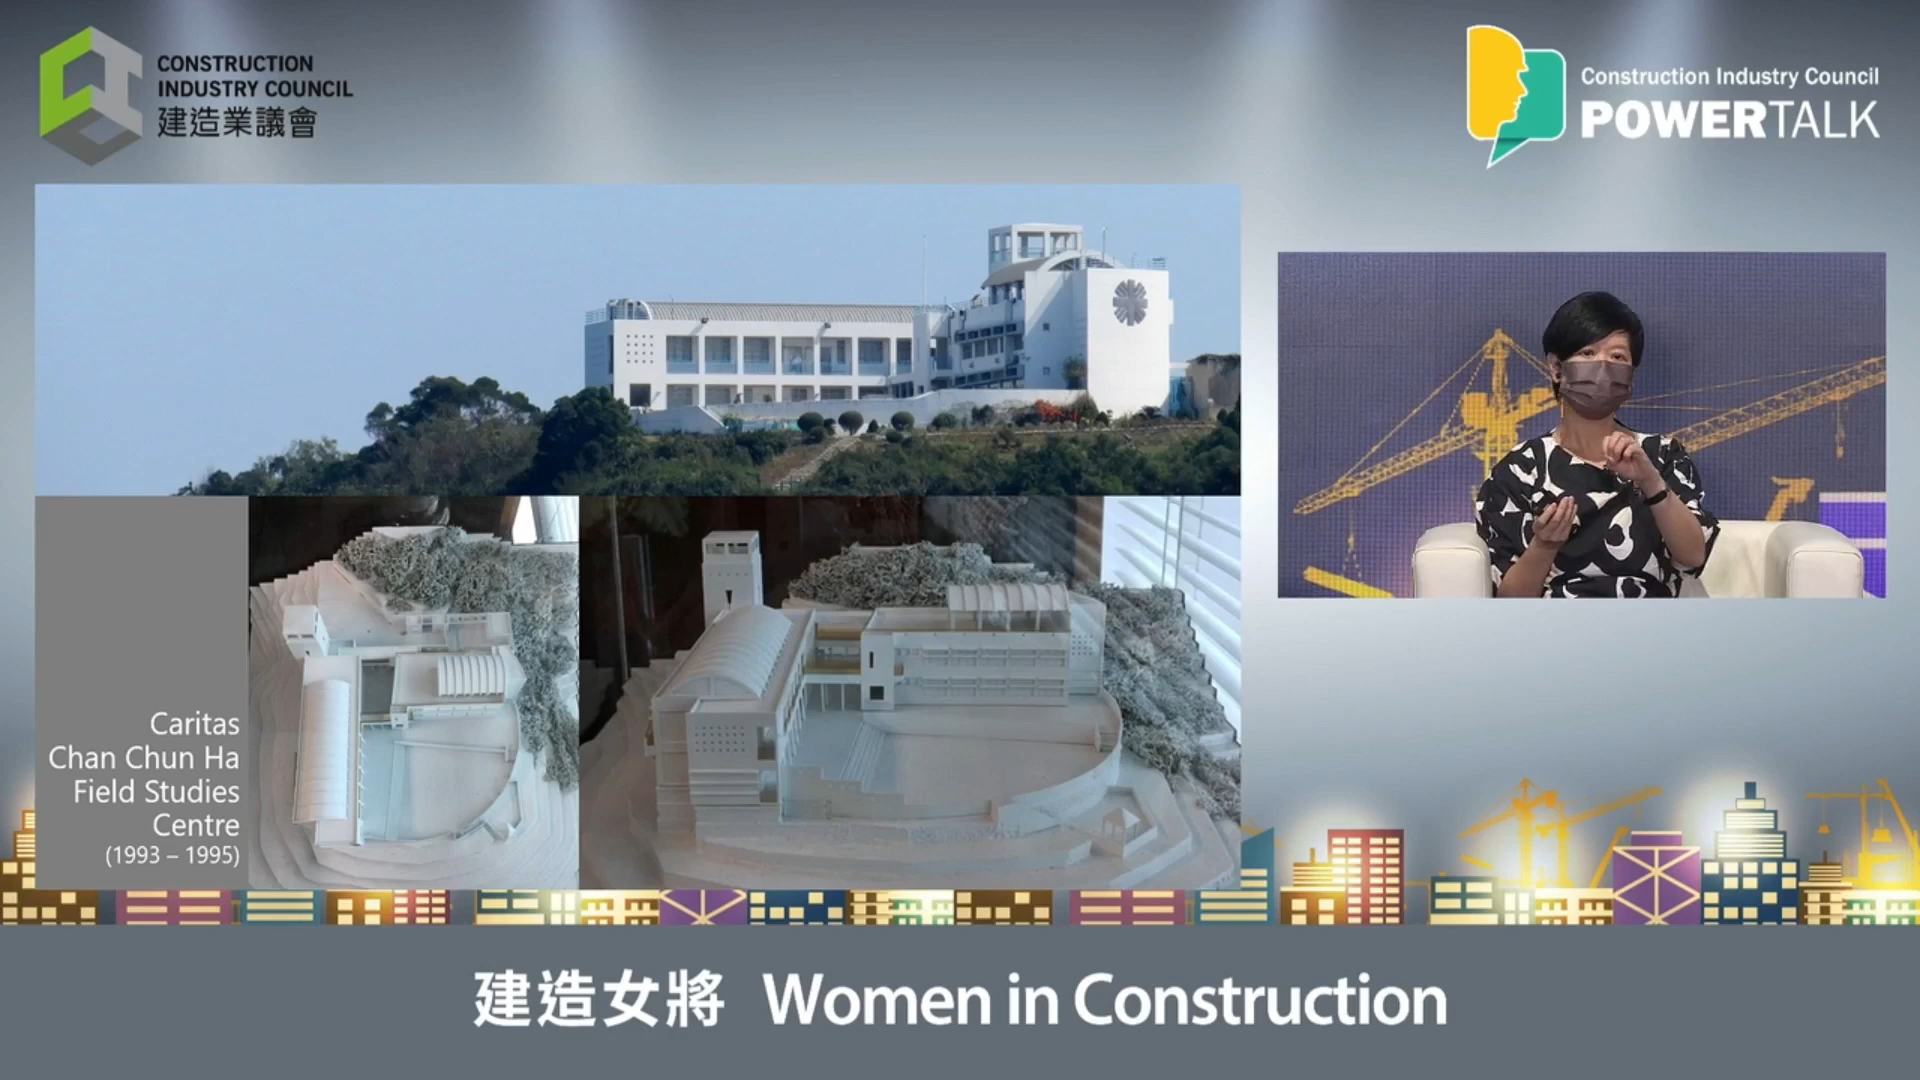 CONSTRUCTION
INDUSTRY COUNCIL
建造業議會
Construction Industry Council
POWERTALK
Caritas
Chan Chun Ha
Field Studies
Centre
(1993 – 1995)
建造女將 Women in Construction